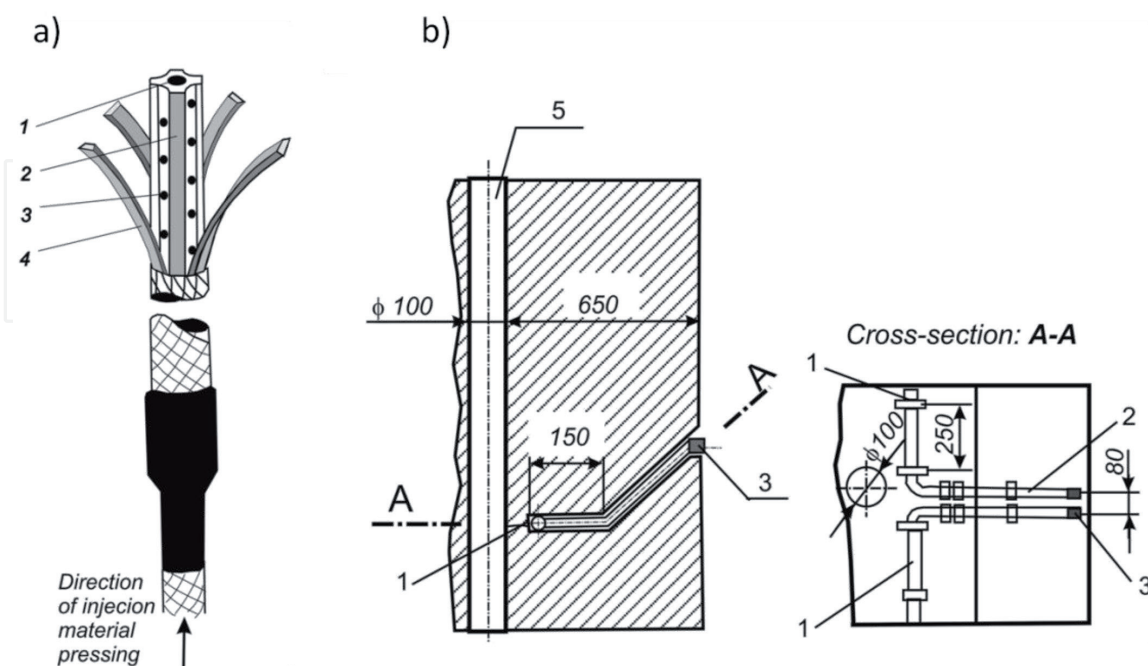 a)
1
2
3
4
Direction
of injecion
material
pressing
b)
5
ϕ 100
650
A
150
A
3
1
Cross-section: A-A
1
ϕ100
250
2
80
3
1